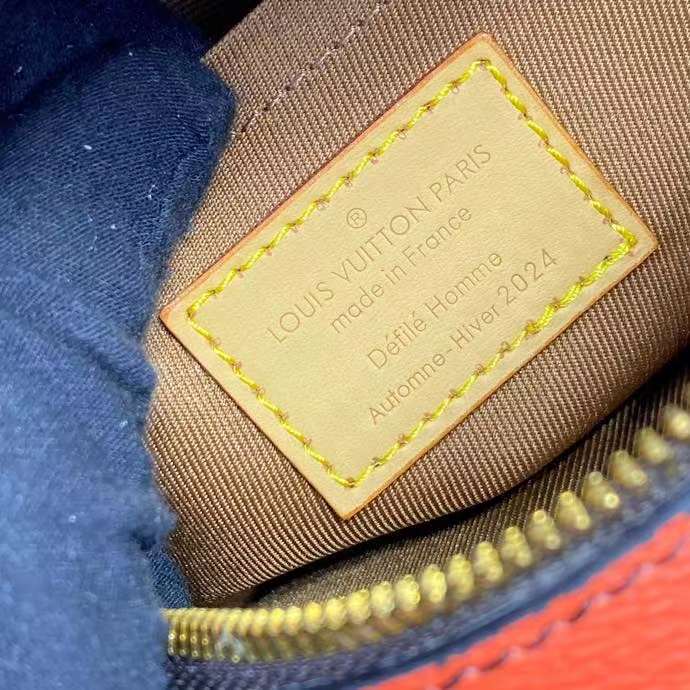 ®
LOUIS VUITTON PARIS
made in France
Défilé Homme
Automne-Hiver 2024